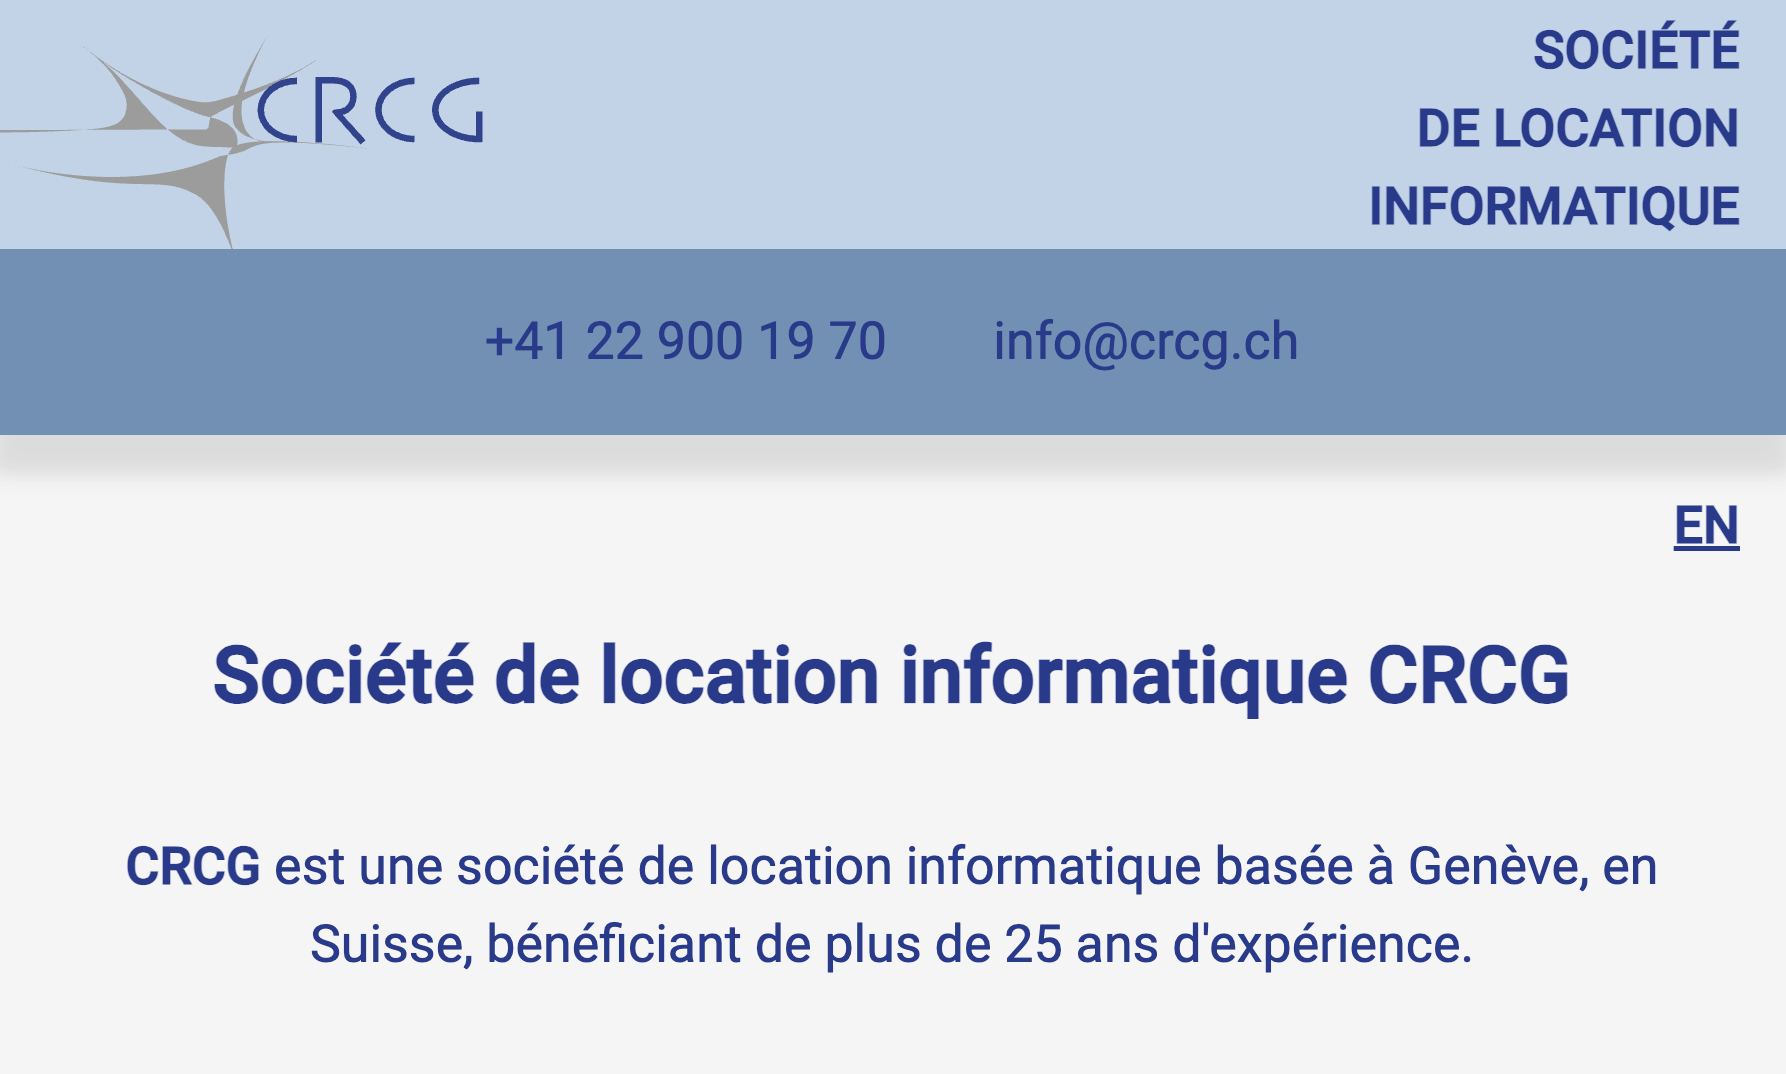 CRCG
SOCIÉTÉ
DE LOCATION
INFORMATIQUE
+41 22 900 19 70 info@crcg.ch
EN
Société de location informatique CRCG
CRCG est une société de location informatique basée à Genève, en
Suisse, bénéficiant de plus de 25 ans d'expérience.